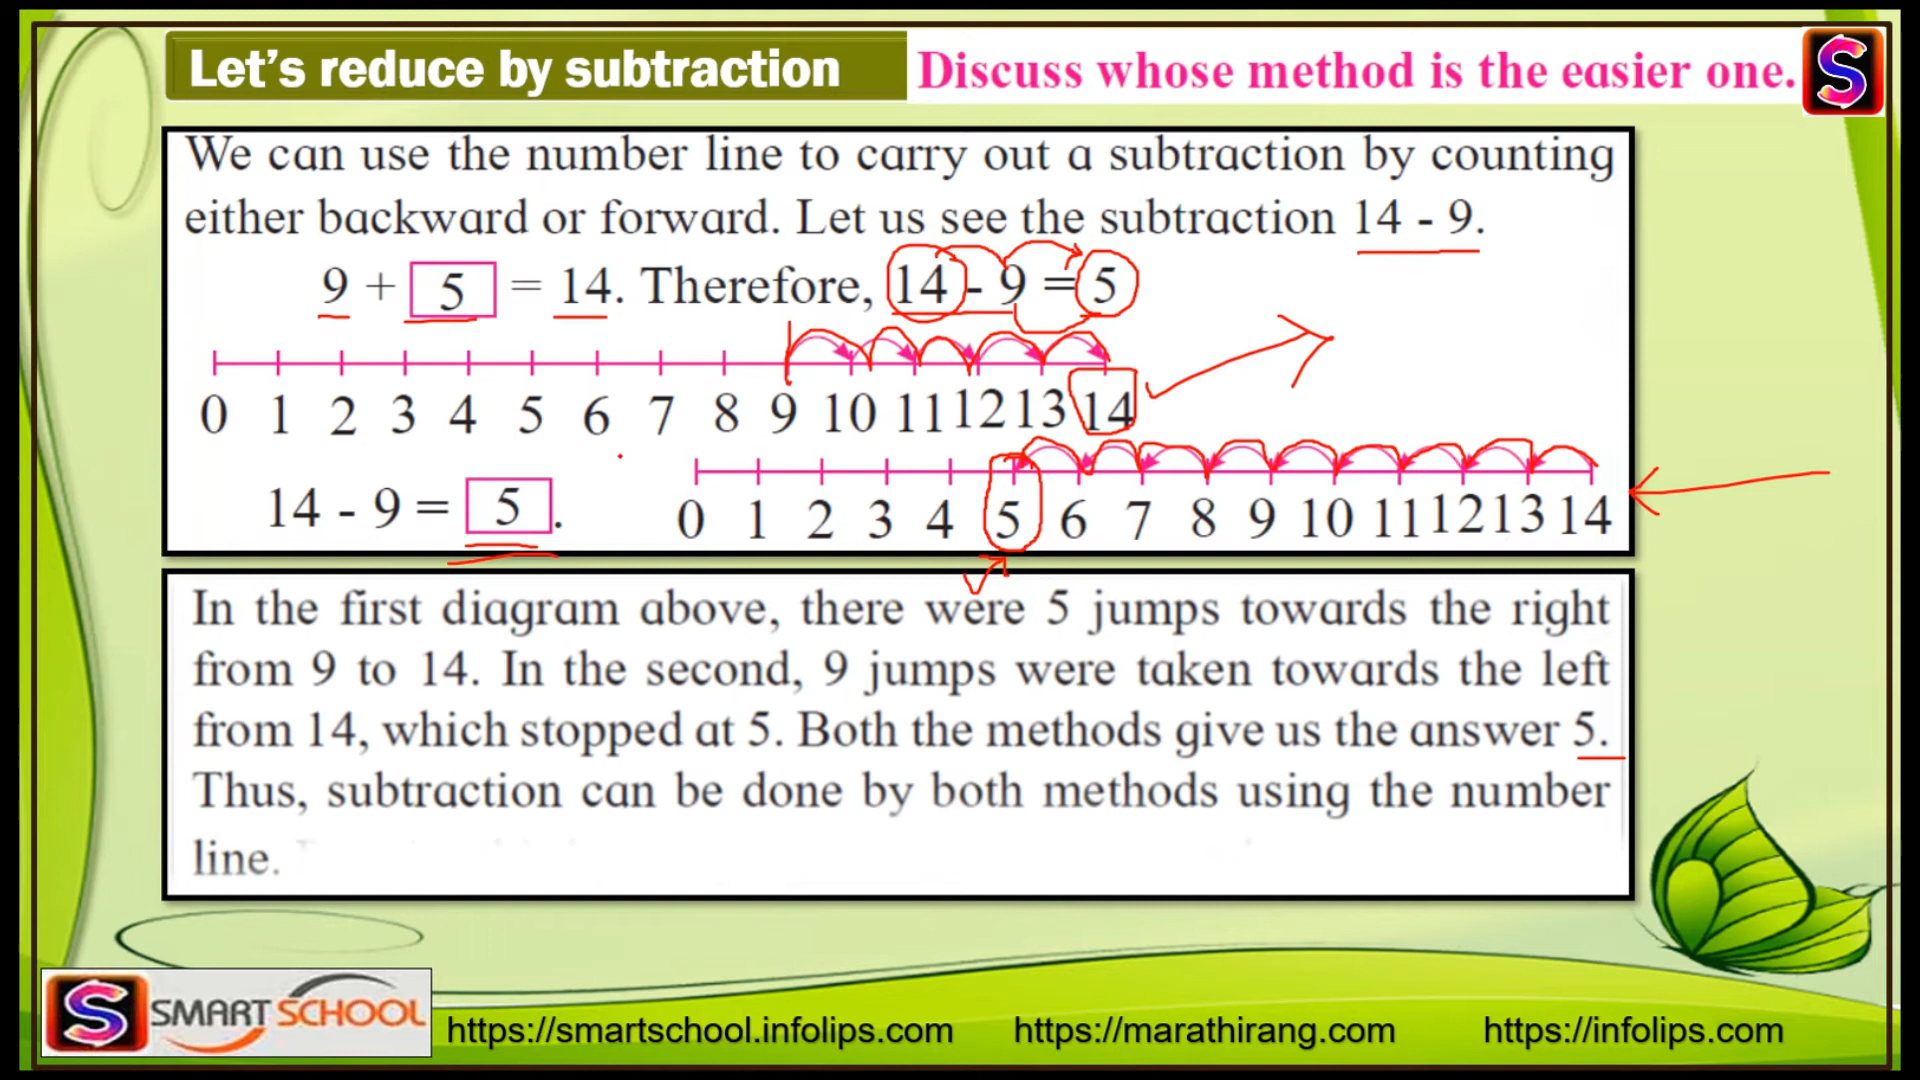 Let's reduce by subtraction
Discuss whose method is the easier one.
S
We can use the number line to carry out a subtraction by counting
either backward or forward. Let us see the subtraction 14 - 9.
9 + 5 = 14. Therefore, 14 - 9 = 5
0 1 2 3 4 5 6 7 8 9 10 11 12 13 14
14 - 9 = 5.
0 1 2 3 4 5 6 7 8 9 10 11 12 13 14
In the first diagram above, there were 5 jumps towards the right
from 9 to 14. In the second, 9 jumps were taken towards the left
from 14, which stopped at 5. Both the methods give us the answer 5.
Thus, subtraction can be done by both methods using the number
line.
S SMART SCHOOL
https://smartschool.infolips.com https://marathirang.com https://infolips.com